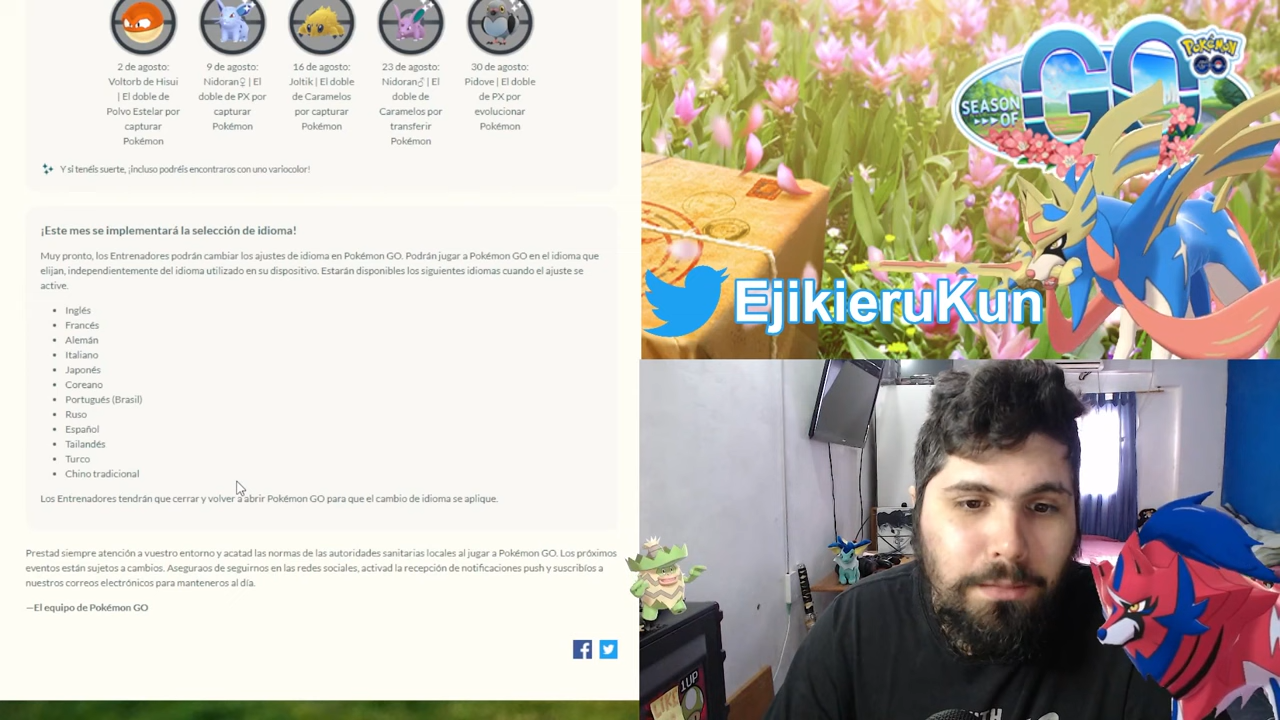 2 de agosto:
Voltorb de Hisui
| El doble de
Polvo Estelar por
capturar
Pokémon
9 de agosto:
Nidoran♀ | El
doble de PX por
capturar
Pokémon
16 de agosto:
Joltik | El doble
de Caramelos
por capturar
Pokémon
23 de agosto:
Nidoran♂ | El
doble de
Caramelos por
transferir
Pokémon
30 de agosto:
Pidove | El doble
de PX por
evolucionar
Pokémon
Y si tenéis suerte, ¡incluso podréis encontraros con uno variocolor!
¡Este mes se implementará la selección de idioma!
Muy pronto, los Entrenadores podrán cambiar los ajustes de idioma en Pokémon GO. Podrán jugar a Pokémon GO en el idioma que
elijan, independientemente del idioma utilizado en su dispositivo. Estarán disponibles los siguientes idiomas cuando el ajuste se
active.
• Inglés
• Francés
• Alemán
• Italiano
• Japonés
• Coreano
• Portugués (Brasil)
• Ruso
• Español
• Tailandés
• Turco
• Chino tradicional
Los Entrenadores tendrán que cerrar y volver a abrir Pokémon GO para que el cambio de idioma se aplique.
Prestad siempre atención a vuestro entorno y acatad las normas de las autoridades sanitarias locales al jugar a Pokémon GO. Los próximos
eventos están sujetos a cambios. Aseguraos de seguirnos en las redes sociales, activad la recepción de notificaciones push y suscribíos a
nuestros correos electrónicos para manteneros al día.
—El equipo de Pokémon GO
SEASON
OF
GO
Pokémon
GO
EjikieruKun
1UP
LIKE